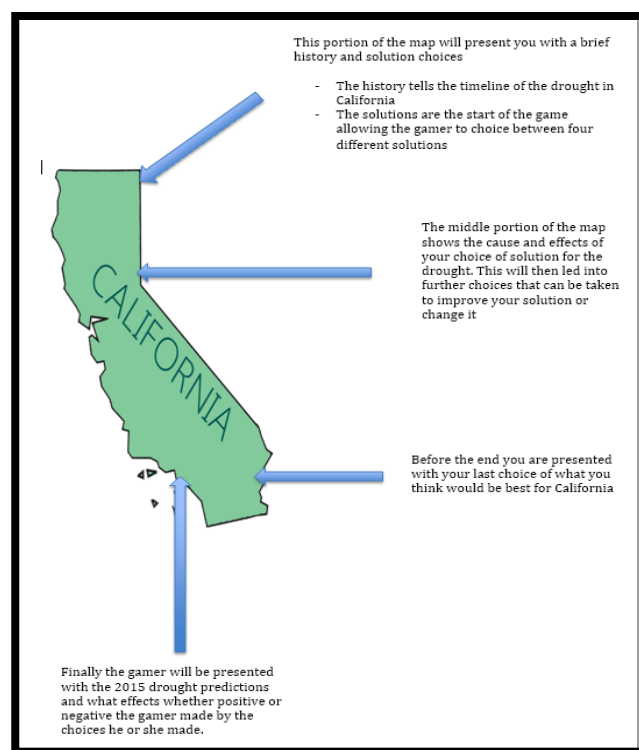 This portion of the map will present you with a brief
history and solution choices
- The history tells the timeline of the drought in
California
- The solutions are the start of the game
allowing the gamer to choice between four
different solutions
The middle portion of the map
shows the cause and effects of
your choice of solution for the
drought. This will then led into
further choices that can be taken
to improve your solution or
change it
CALIFORNIA
Before the end you are presented
with your last choice of what you
think would be best for California
Finally the gamer will be presented
with the 2015 drought predictions
and what effects whether positive or
negative the gamer made by the
choices he or she made.